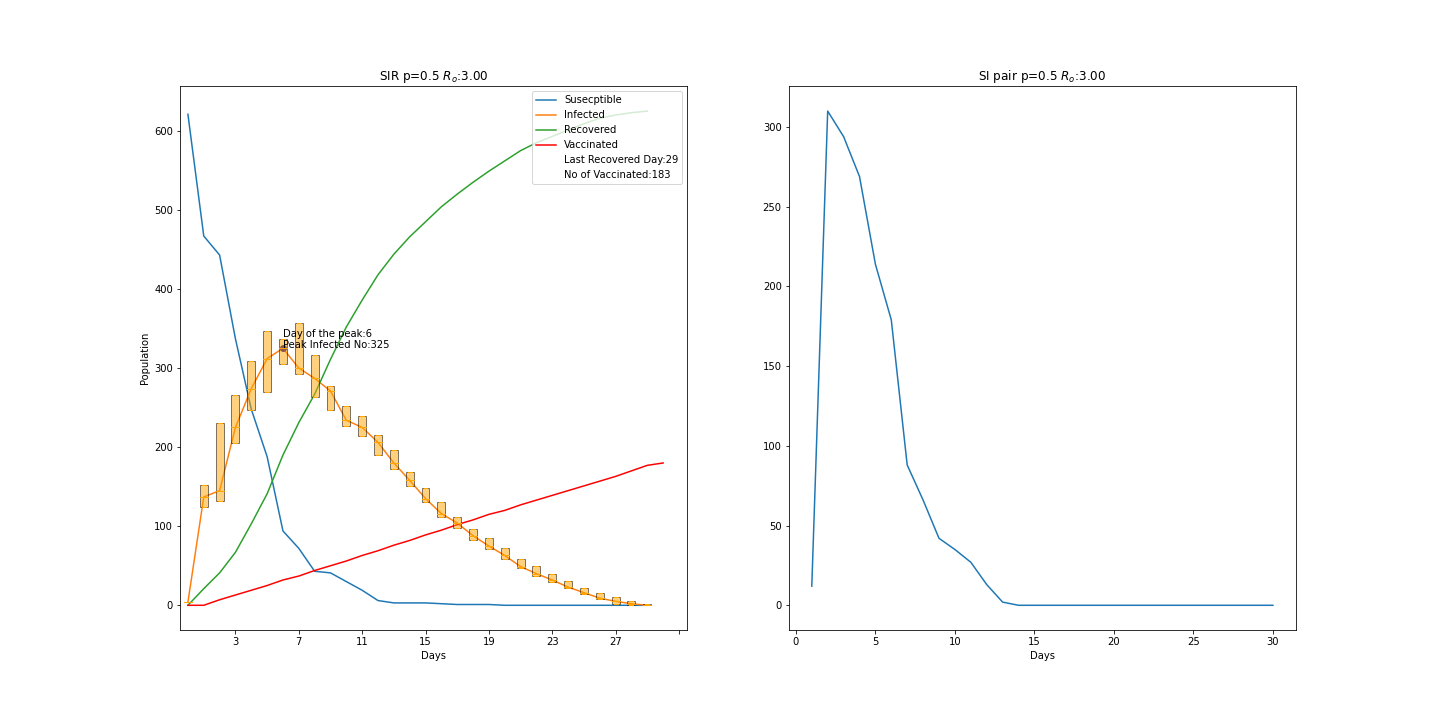 SIR p=0.5 Rₒ:3.00
Susecptible
Infected
Recovered
Vaccinated
Last Recovered Day:29
No of Vaccinated:183
600
500
400
300
200
100
0
Population
Day of the peak:6
Peak Infected No:325
3 7 11 15 19 23 27
Days
SI pair p=0.5 Rₒ:3.00
300
250
200
150
100
50
0
0 5 10 15 20 25 30
Days